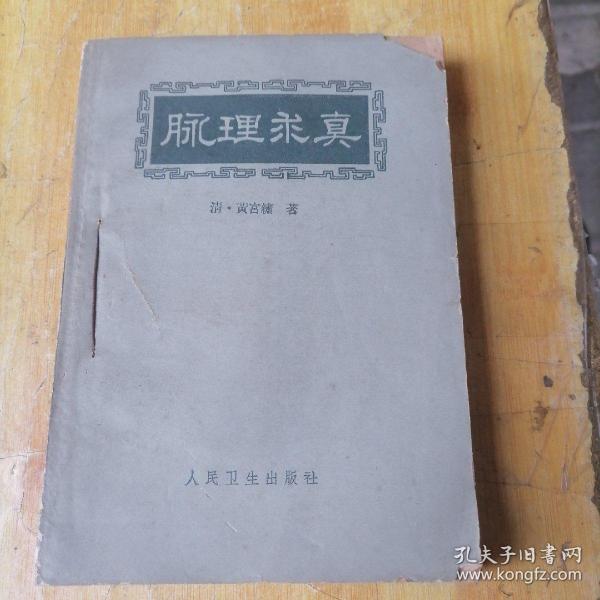 脉理求真
清·黄宫绣 著
人民卫生出版社
孔夫子旧书网
www.kongfz.com